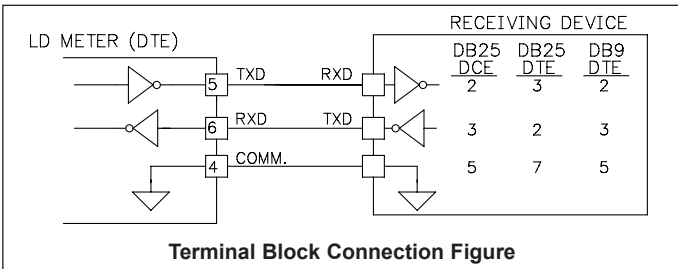 RECEIVING DEVICE
LD METER (DTE)
DB25 DB25 DB9
DCE DTE DTE
5 TXD RXD 2 3 2
6 RXD TXD 3 2 3
4 COMM. 5 7 5
Terminal Block Connection Figure